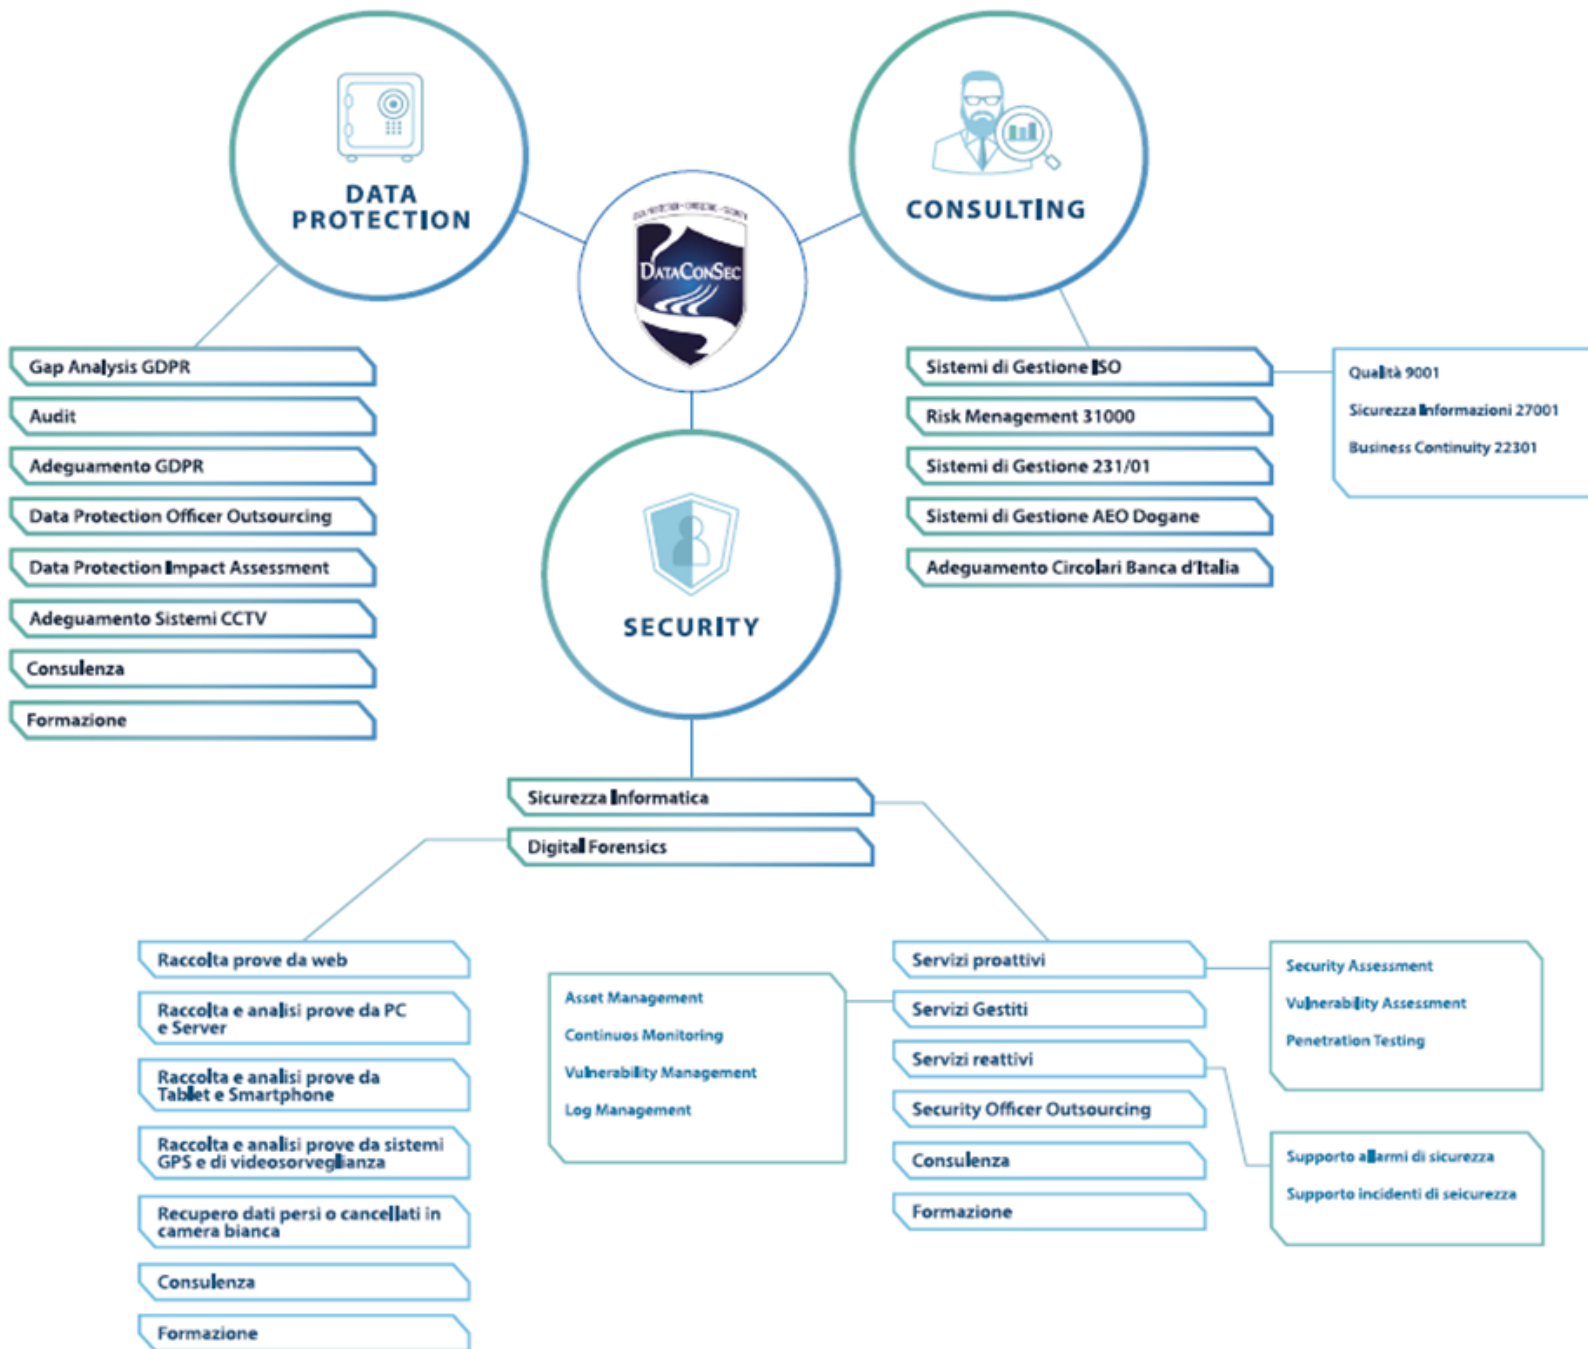 DATA
PROTECTION
CONSULTING
DATACONSEC
Gap Analysis GDPR
Audit
Adeguamento GDPR
Data Protection Officer Outsourcing
Data Protection Impact Assessment
Adeguamento Sistemi CCTV
Consulenza
Formazione
Sistemi di Gestione ISO
Risk Menagement 31000
Sistemi di Gestione 231/01
Sistemi di Gestione AEO Dogane
Adeguamento Circolari Banca d'Italia
Qualità 9001
Sicurezza Informazioni 27001
Business Continuity 22301
SECURITY
Sicurezza Informatica
Digital Forensics
Raccolta prove da web
Raccolta e analisi prove da PC
e Server
Raccolta e analisi prove da
Tablet e Smartphone
Raccolta e analisi prove da sistemi
GPS e di videosorveglianza
Recupero dati persi o cancellati in
camera bianca
Consulenza
Formazione
Asset Management
Continuos Monitoring
Vulnerability Management
Log Management
Servizi proattivi
Servizi Gestiti
Servizi reattivi
Security Officer Outsourcing
Consulenza
Formazione
Security Assessment
Vulnerability Assessment
Penetration Testing
Supporto allarmi di sicurezza
Supporto incidenti di seicurezza